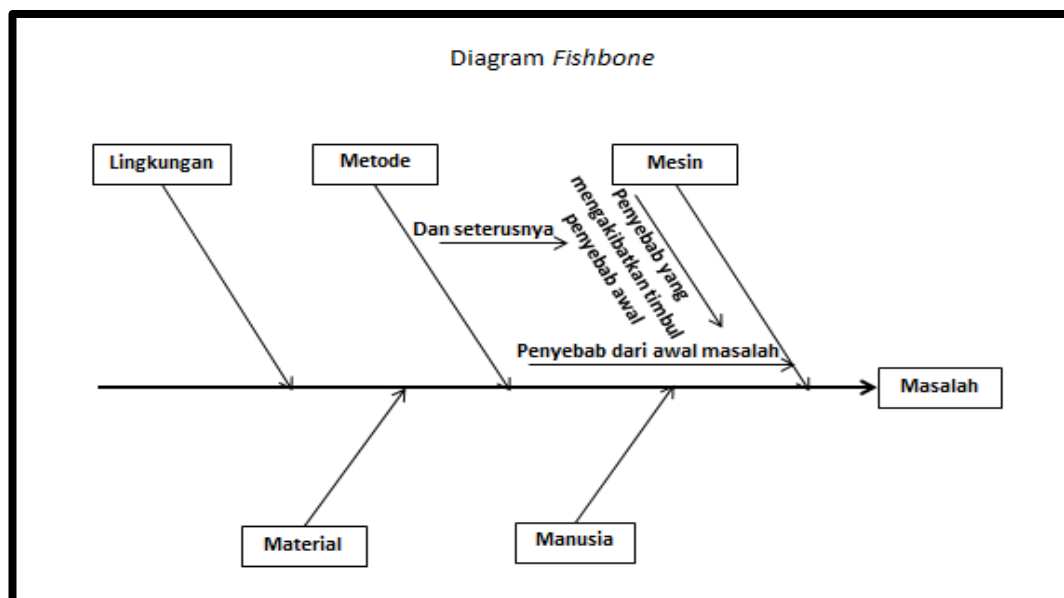 Diagram Fishbone
Lingkungan
Metode
Mesin
Dan seterusnya
Penyebab yang
mengakibatkan timbul
penyebab awal
Penyebab dari awal masalah
Masalah
Material
Manusia